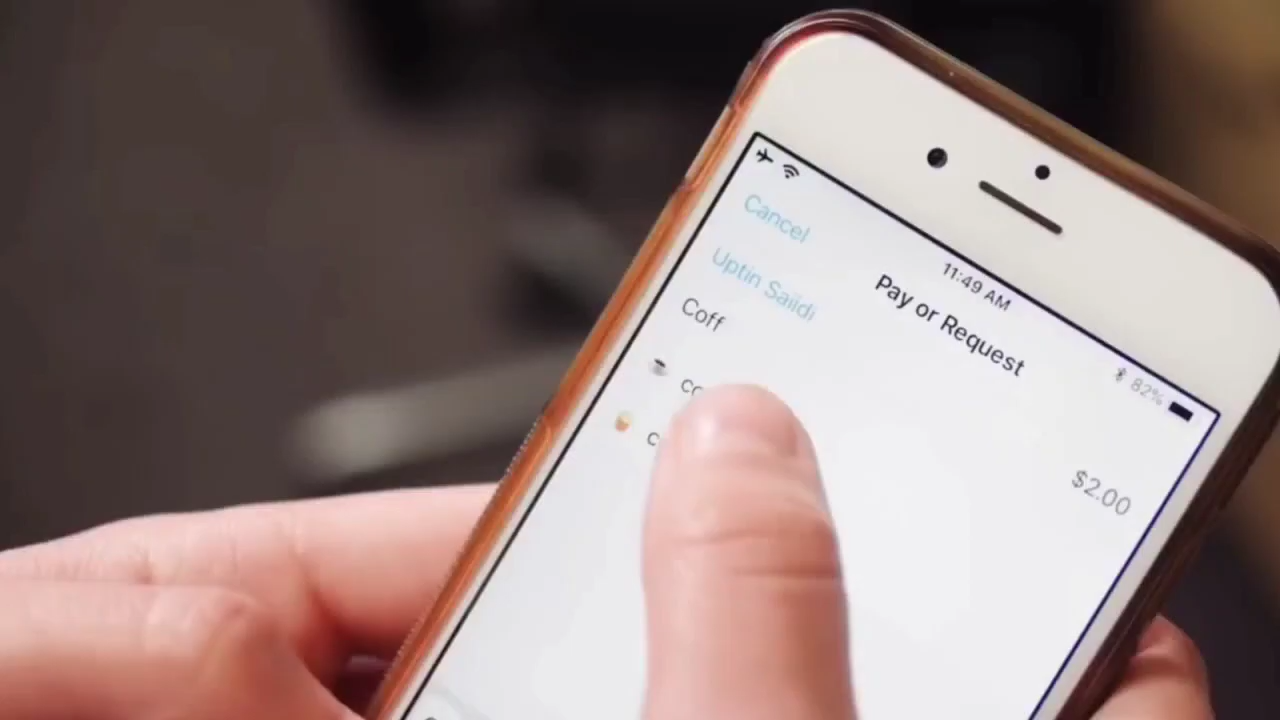 11:49 AM
82%
Cancel
Pay or Request
Uptin Saiidi
$2.00
Coff